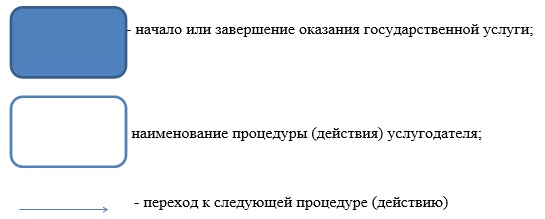 - начало или завершение оказания государственной услуги;
наименование процедуры (действия) услугодателя;
- переход к следующей процедуре (действию)